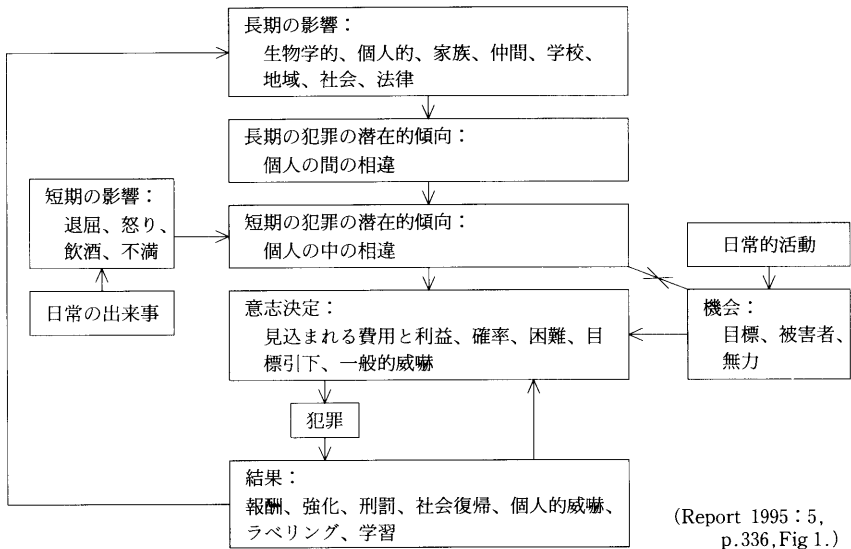 長期の影響：
生物学的、個人的、家族、仲間、学校、
地域、社会、法律
長期の犯罪の潜在的傾向：
個人の間の相違
短期の影響：
退屈、怒り、
飲酒、不満
短期の犯罪の潜在的傾向：
個人の中の相違
日常的活動
日常の出来事
意志決定：
見込まれる費用と利益、確率、困難、目
標引下、一般的威嚇
機会：
目標、被害者、
無力
犯罪
結果：
報酬、強化、刑罰、社会復帰、個人的威嚇、
ラベリング、学習
(Report 1995：5,
p.336,Fig 1.)